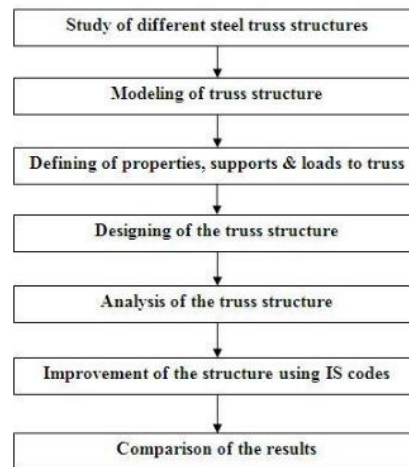 Study of different steel truss structures
Modeling of truss structure
Defining of properties, supports & loads to truss
Designing of the truss structure
Analysis of the truss structure
Improvement of the structure using IS codes
Comparison of the results